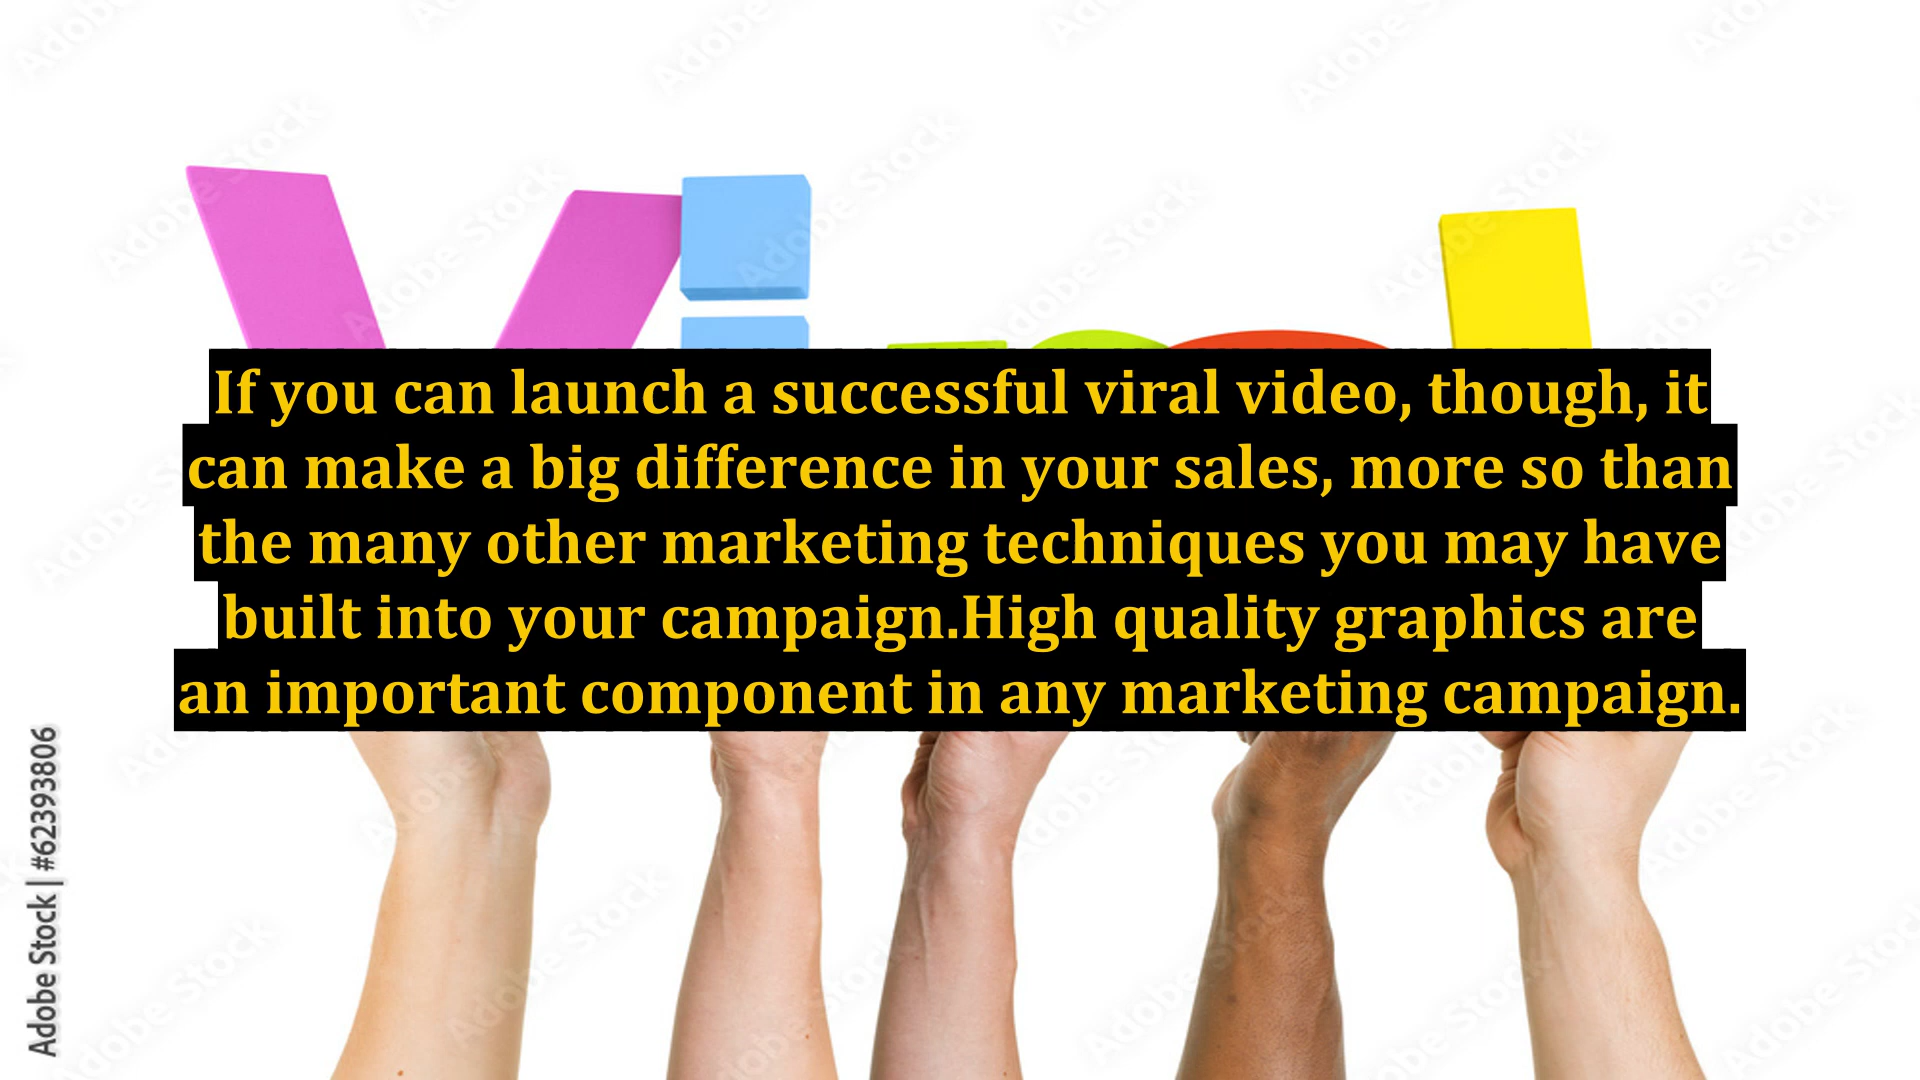 If you can launch a successful viral video, though, it
can make a big difference in your sales, more so than
the many other marketing techniques you may have
built into your campaign.High quality graphics are
an important component in any marketing campaign.
Adobe Stock | #62393806
Adobe Stock